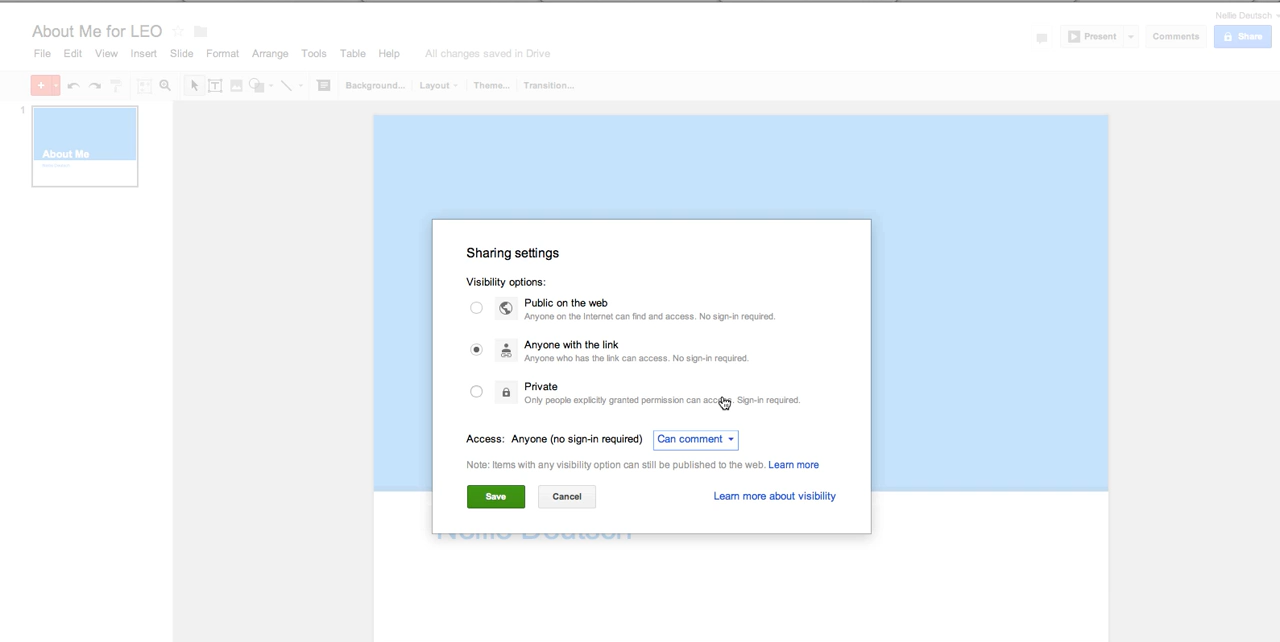 Nellie Deutsch
About Me for LEO
File Edit View Insert Slide Format Arrange Tools Table Help All changes saved in Drive
Present Comments Share
Background... Layout Theme... Transition...
1
About Me
Sharing settings
Visibility options:
Public on the web
Anyone on the Internet can find and access. No sign-in required.
Anyone with the link
Anyone who has the link can access. No sign-in required.
Private
Only people explicitly granted permission can access. Sign-in required.
Access: Anyone (no sign-in required) Can comment
Note: Items with any visibility option can still be published to the web. Learn more
Save Cancel Learn more about visibility
Nellie Deutsch